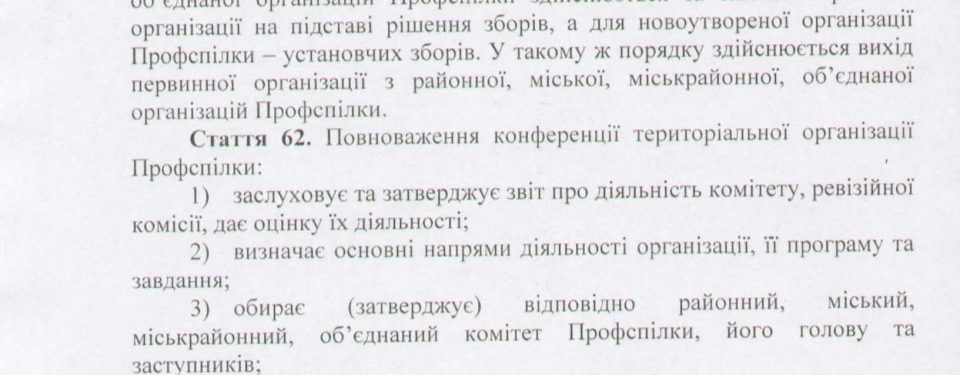 організації на підставі рішення зборів, а для новоутвореної організації
Профспілки – установчих зборів. У такому ж порядку здійснюється вихід
первинної організації з районної, міської, міськрайонної, об’єднаної
організацій Профспілки.
Стаття 62. Повноваження конференції територіальної організації
Профспілки:
1) заслуховує та затверджує звіт про діяльність комітету, ревізійної
комісії, дає оцінку їх діяльності;
2) визначає основні напрями діяльності організації, її програму та
завдання;
3) обирає (затверджує) відповідно районний, міський,
міськрайонний, об’єднаний комітет Профспілки, його голову та
заступників;